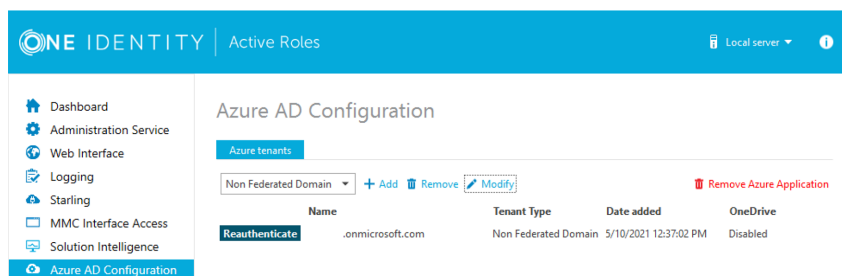 ONE IDENTITY Active Roles Local server
Dashboard
Administration Service
Web Interface
Logging
Starling
MMC Interface Access
Solution Intelligence
Azure AD Configuration
Azure AD Configuration
Azure tenants
Non Federated Domain Add Remove Modify Remove Azure Application
Name Tenant Type Date added OneDrive
Reauthenticate .onmicrosoft.com Non Federated Domain 5/10/2021 12:37:02 PM Disabled